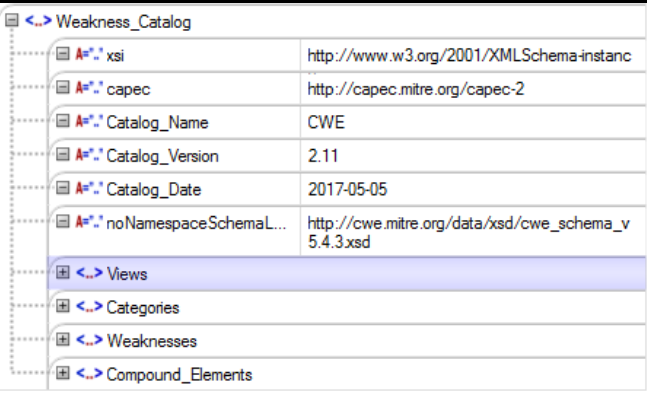 <..> Weakness_Catalog
A=".." xsi http://www.w3.org/2001/XMLSchema-instanc
A=".." capec http://capec.mitre.org/capec-2
A=".." Catalog_Name CWE
A=".." Catalog_Version 2.11
A=".." Catalog_Date 2017-05-05
A=".." noNamespaceSchemaL... http://cwe.mitre.org/data/xsd/cwe_schema_v
5.4.3.xsd
<..> Views
<..> Categories
<..> Weaknesses
<..> Compound_Elements